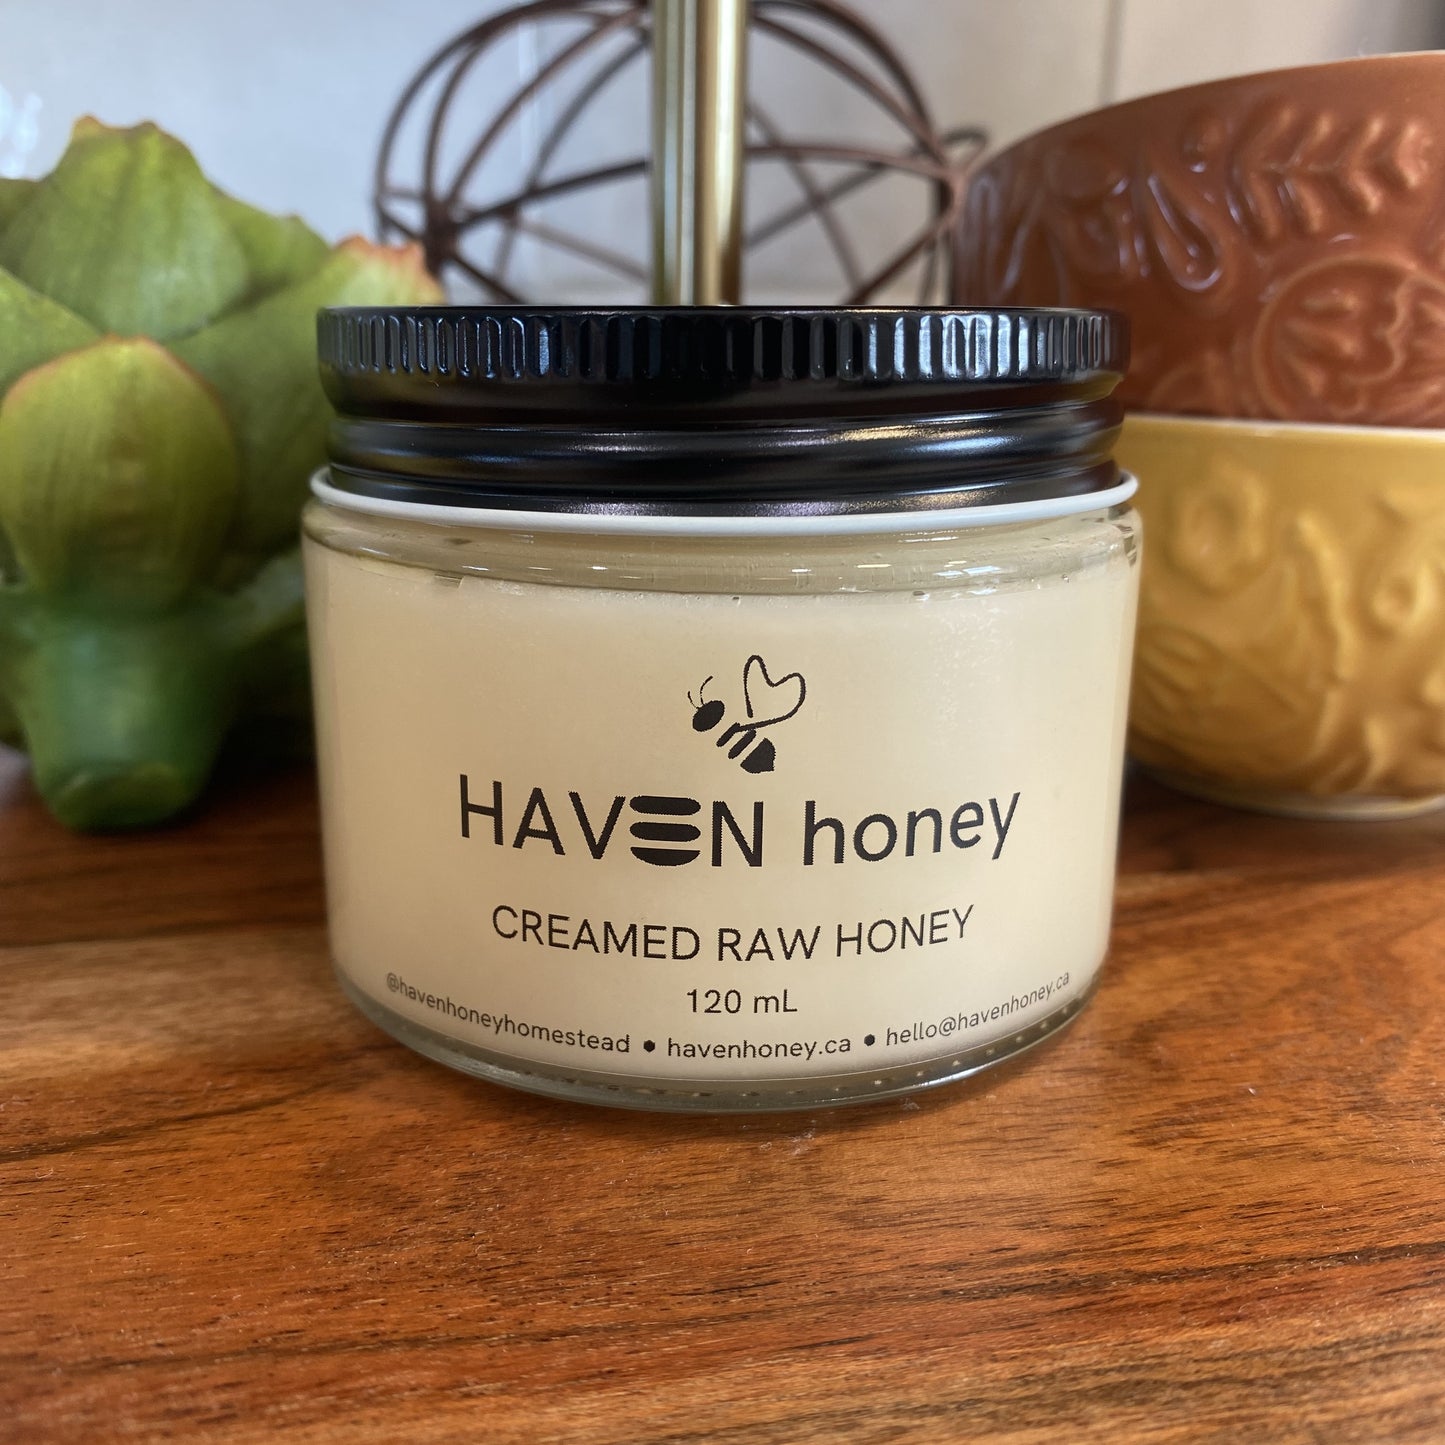 HAVEN honey
CREAMED RAW HONEY
120 mL
@havenhoneyhomestead • havenhoney.ca • hello@havenhoney.ca